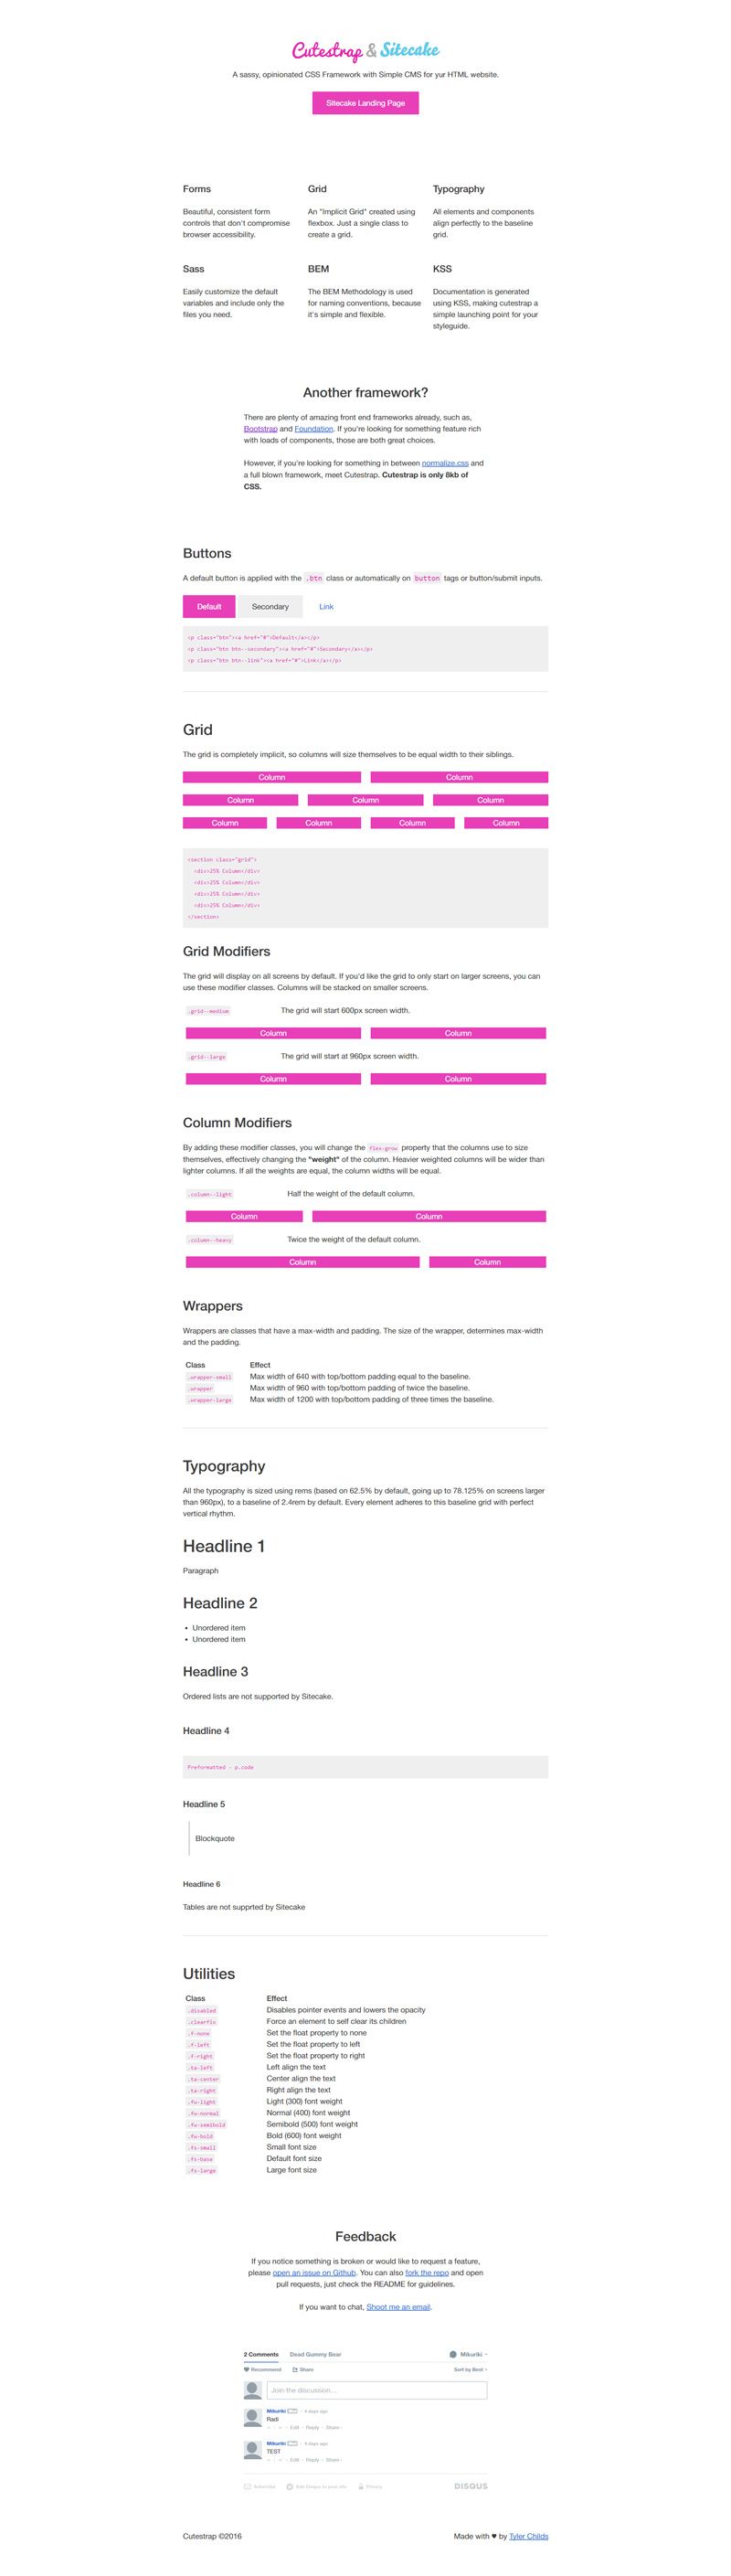 Cutestrap & Sitecake
A sassy, opinionated CSS Framework with Simple CMS for yur HTML website.
Sitecake Landing Page
Forms
Beautiful, consistent form
controls that don't compromise
browser accessibility.
Grid
An "Implicit Grid" created using
flexbox. Just a single class to
create a grid.
Typography
All elements and components
align perfectly to the baseline
grid.
Sass
Easily customize the default
variables and include only the
files you need.
BEM
The BEM Methodology is used
for naming conventions, because
it's simple and flexible.
KSS
Documentation is generated
using KSS, making cutestrap a
simple launching point for your
styleguide.
Another framework?
There are plenty of amazing front end frameworks already, such as,
Bootstrap and Foundation. If you're looking for something feature rich
with loads of components, those are both great choices.
However, if you're looking for something in between normalize.css and
a full blown framework, meet Cutestrap. Cutestrap is only 8kb of
CSS.
Buttons
A default button is applied with the .btn class or automatically on button tags or button/submit inputs.
Default Secondary Link
<p class="btn"><a href="#">Default</a></p>
<p class="btn btn--secondary"><a href="#">Secondary</a></p>
<p class="btn btn--link"><a href="#">Link</a></p>
Grid
The grid is completely implicit, so columns will size themselves to be equal width to their siblings.
Column Column
Column Column Column
Column Column Column Column
<section class="grid">
<div>25% Column</div>
<div>25% Column</div>
<div>25% Column</div>
<div>25% Column</div>
</section>
Grid Modifiers
The grid will display on all screens by default. If you'd like the grid to only start on larger screens, you can
use these modifier classes. Columns will be stacked on smaller screens.
.grid--medium The grid will start 600px screen width.
Column Column
.grid--large The grid will start at 960px screen width.
Column Column
Column Modifiers
By adding these modifier classes, you will change the flex-grow property that the columns use to size
themselves, effectively changing the "weight" of the column. Heavier weighted columns will be wider than
lighter columns. If all the weights are equal, the column widths will be equal.
.column--light Half the weight of the default column.
Column Column
.column--heavy Twice the weight of the default column.
Column Column
Wrappers
Wrappers are classes that have a max-width and padding. The size of the wrapper, determines max-width
and the padding.
Class Effect
.wrapper-small Max width of 640 with top/bottom padding equal to the baseline.
.wrapper Max width of 960 with top/bottom padding of twice the baseline.
.wrapper-large Max width of 1200 with top/bottom padding of three times the baseline.
Typography
All the typography is sized using rems (based on 62.5% by default, going up to 78.125% on screens larger
than 960px), to a baseline of 2.4rem by default. Every element adheres to this baseline grid with perfect
vertical rhythm.
Headline 1
Paragraph
Headline 2
• Unordered item
• Unordered item
Headline 3
Ordered lists are not supported by Sitecake.
Headline 4
Preformatted - p.code
Headline 5
Blockquote
Headline 6
Tables are not supprted by Sitecake
Utilities
Class Effect
.disabled Disables pointer events and lowers the opacity
.clearfix Force an element to self clear its children
.f-none Set the float property to none
.f-left Set the float property to left
.f-right Set the float property to right
.ta-left Left align the text
.ta-center Center align the text
.ta-right Right align the text
.fw-light Light (300) font weight
.fw-normal Normal (400) font weight
.fw-semibold Semibold (500) font weight
.fw-bold Bold (600) font weight
.fs-small Small font size
.fs-base Default font size
.fs-large Large font size
Feedback
If you notice something is broken or would like to request a feature,
please open an issue on Github. You can also fork the repo and open
pull requests, just check the README for guidelines.
If you want to chat, Shoot me an email.
2 Comments Dead Gummy Bear Mikuriki
Recommend Share Sort by Best
Join the discussion...
Mikuriki • 4 days ago
Radi
Edit • Reply • Share ›
Mikuriki • 4 days ago
TEST
Edit • Reply • Share ›
Subscribe Add Disqus to your site Privacy DISQUS
Cutestrap ©2016 Made with ♥ by Tyler Childs